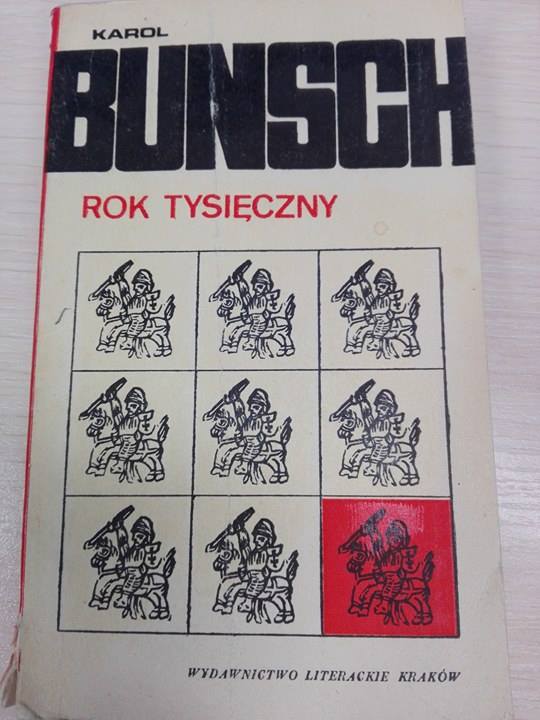 KAROL
BUNSCH
ROK TYSIĘCZNY
WYDAWNICTWO LITERACKIE KRAKÓW